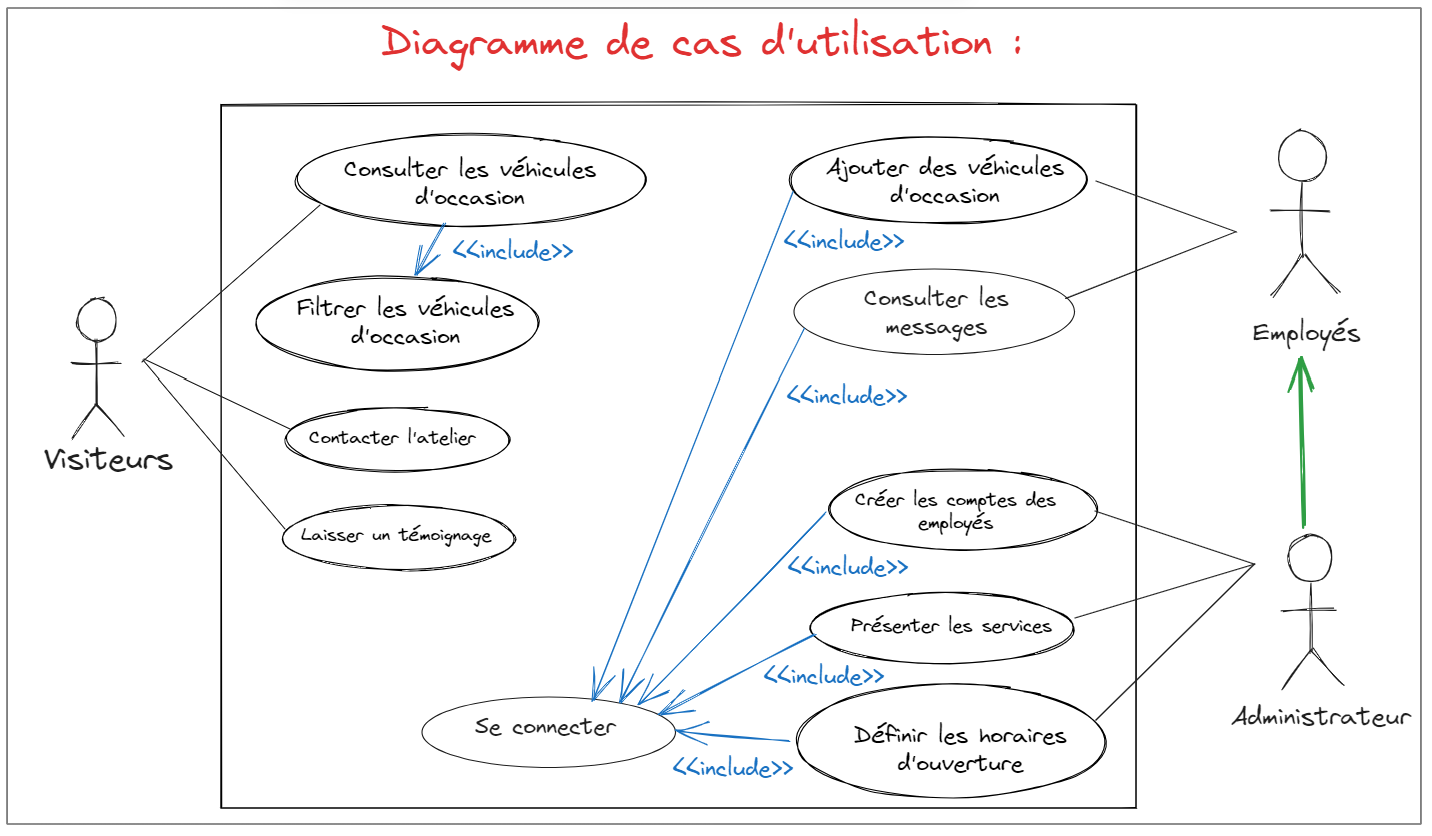 Diagramme de cas d'utilisation :
Consulter les véhicules
d'occasion
<<include>>
Filtrer les véhicules
d'occasion
Contacter l'atelier
Laisser un témoignage
Visiteurs
Ajouter des véhicules
d'occasion
<<include>>
Consulter les
messages
<<include>>
Employés
Créer les comptes des
employés
<<include>>
Présenter les services
<<include>>
Se connecter
Définir les horaires
d'ouverture
<<include>>
Administrateur